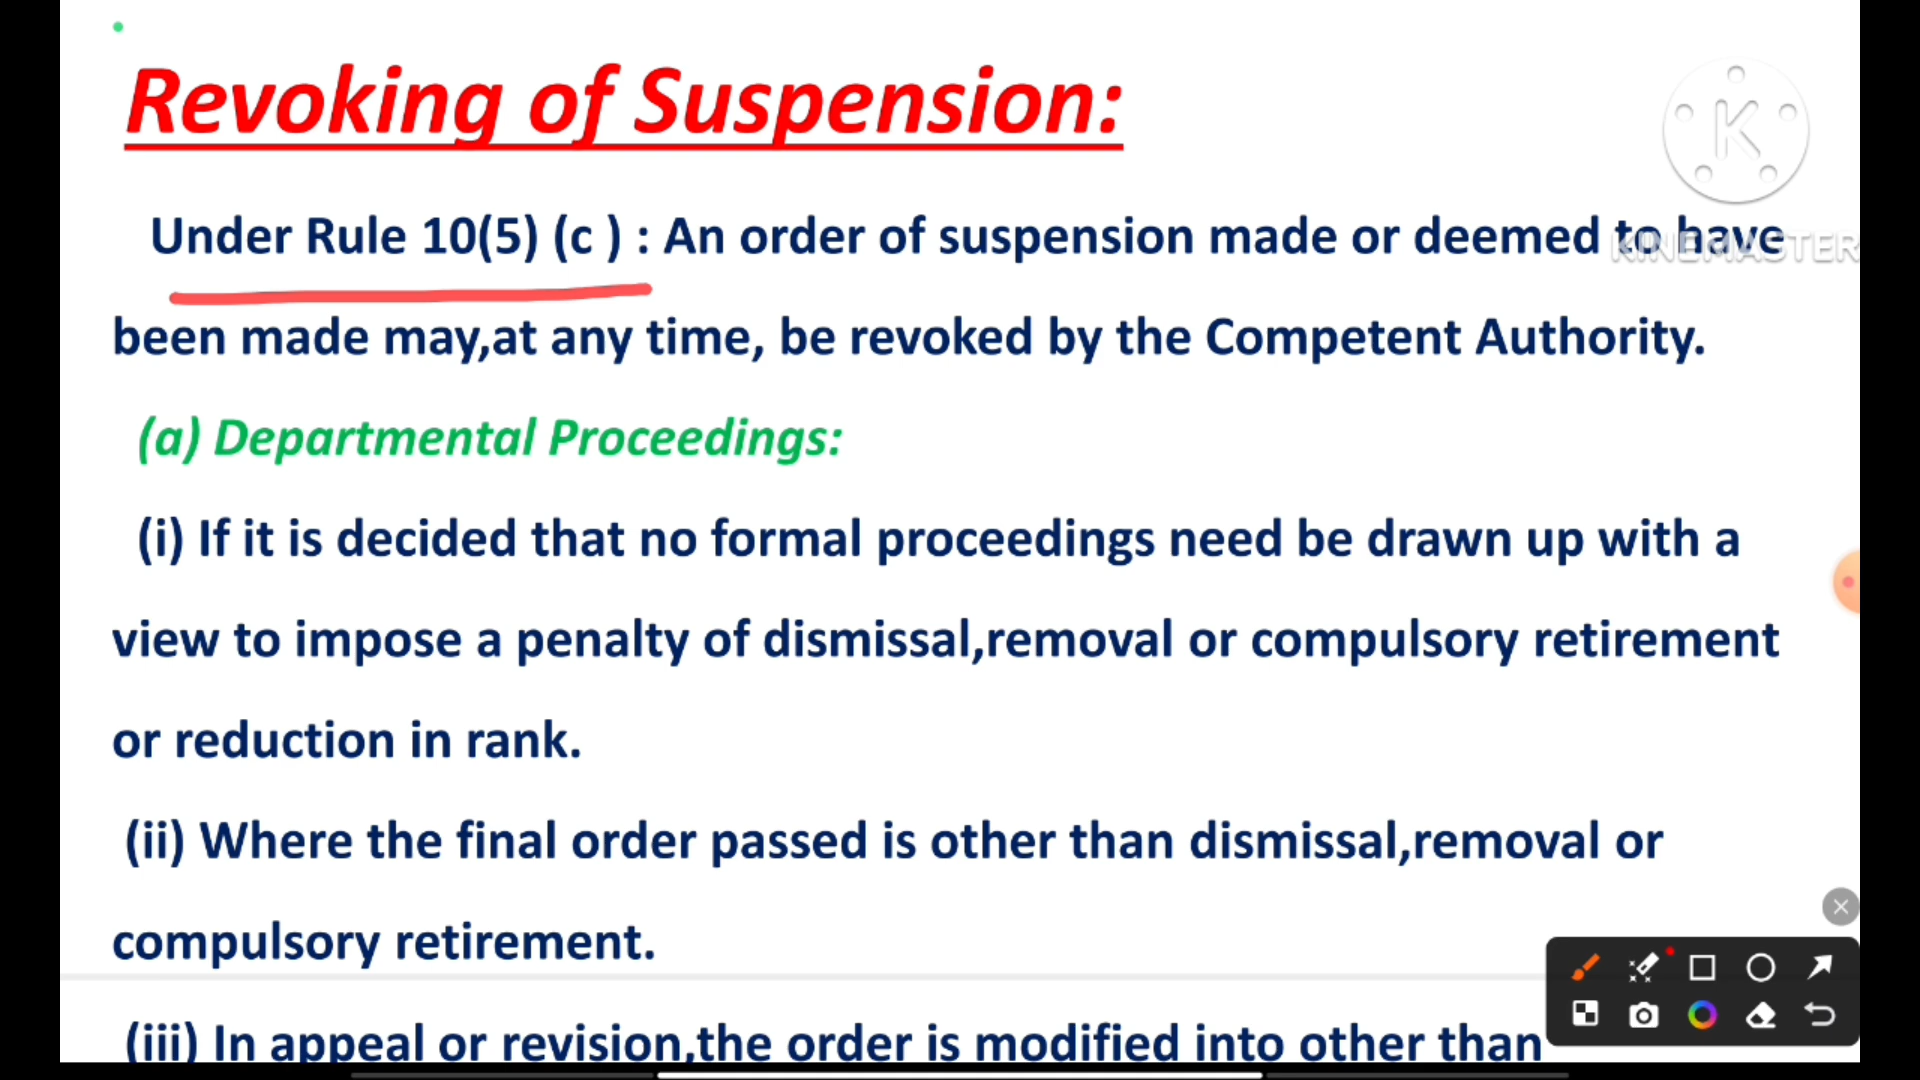 Revoking of Suspension:
K
Under Rule 10(5) (c ) : An order of suspension made or deemed to have
KINEMASTER
been made may,at any time, be revoked by the Competent Authority.
(a) Departmental Proceedings:
(i) If it is decided that no formal proceedings need be drawn up with a
view to impose a penalty of dismissal,removal or compulsory retirement
or reduction in rank.
(ii) Where the final order passed is other than dismissal,removal or
compulsory retirement.
(iii) In appeal or revision,the order is modified into other than